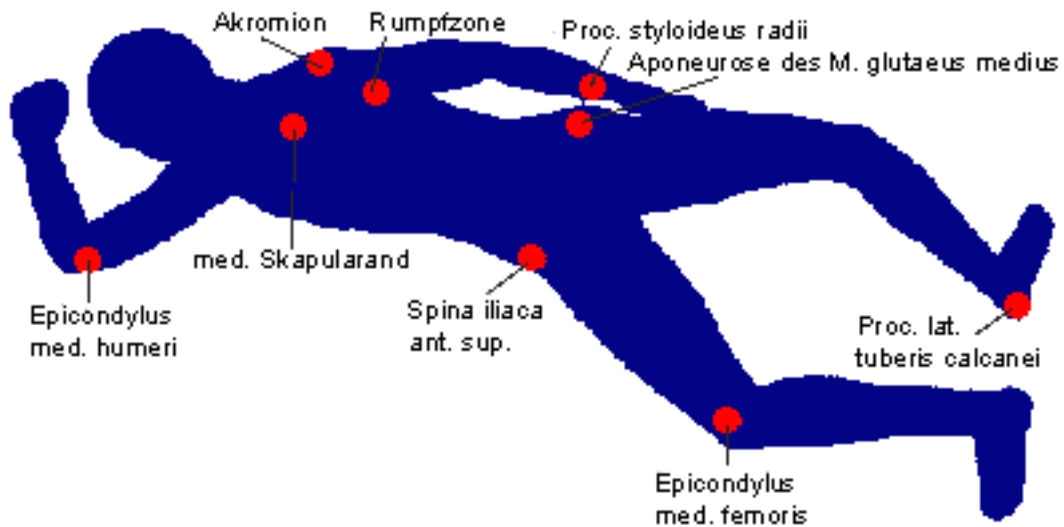 Akromion
Rumpfzone
Proc. styloideus radii
Aponeurose des M. glutaeus medius
med. Skapularand
Epicondylus
med. humeri
Spina iliaca
ant. sup.
Proc. lat.
tuberis calcanei
Epicondylus
med. femoris